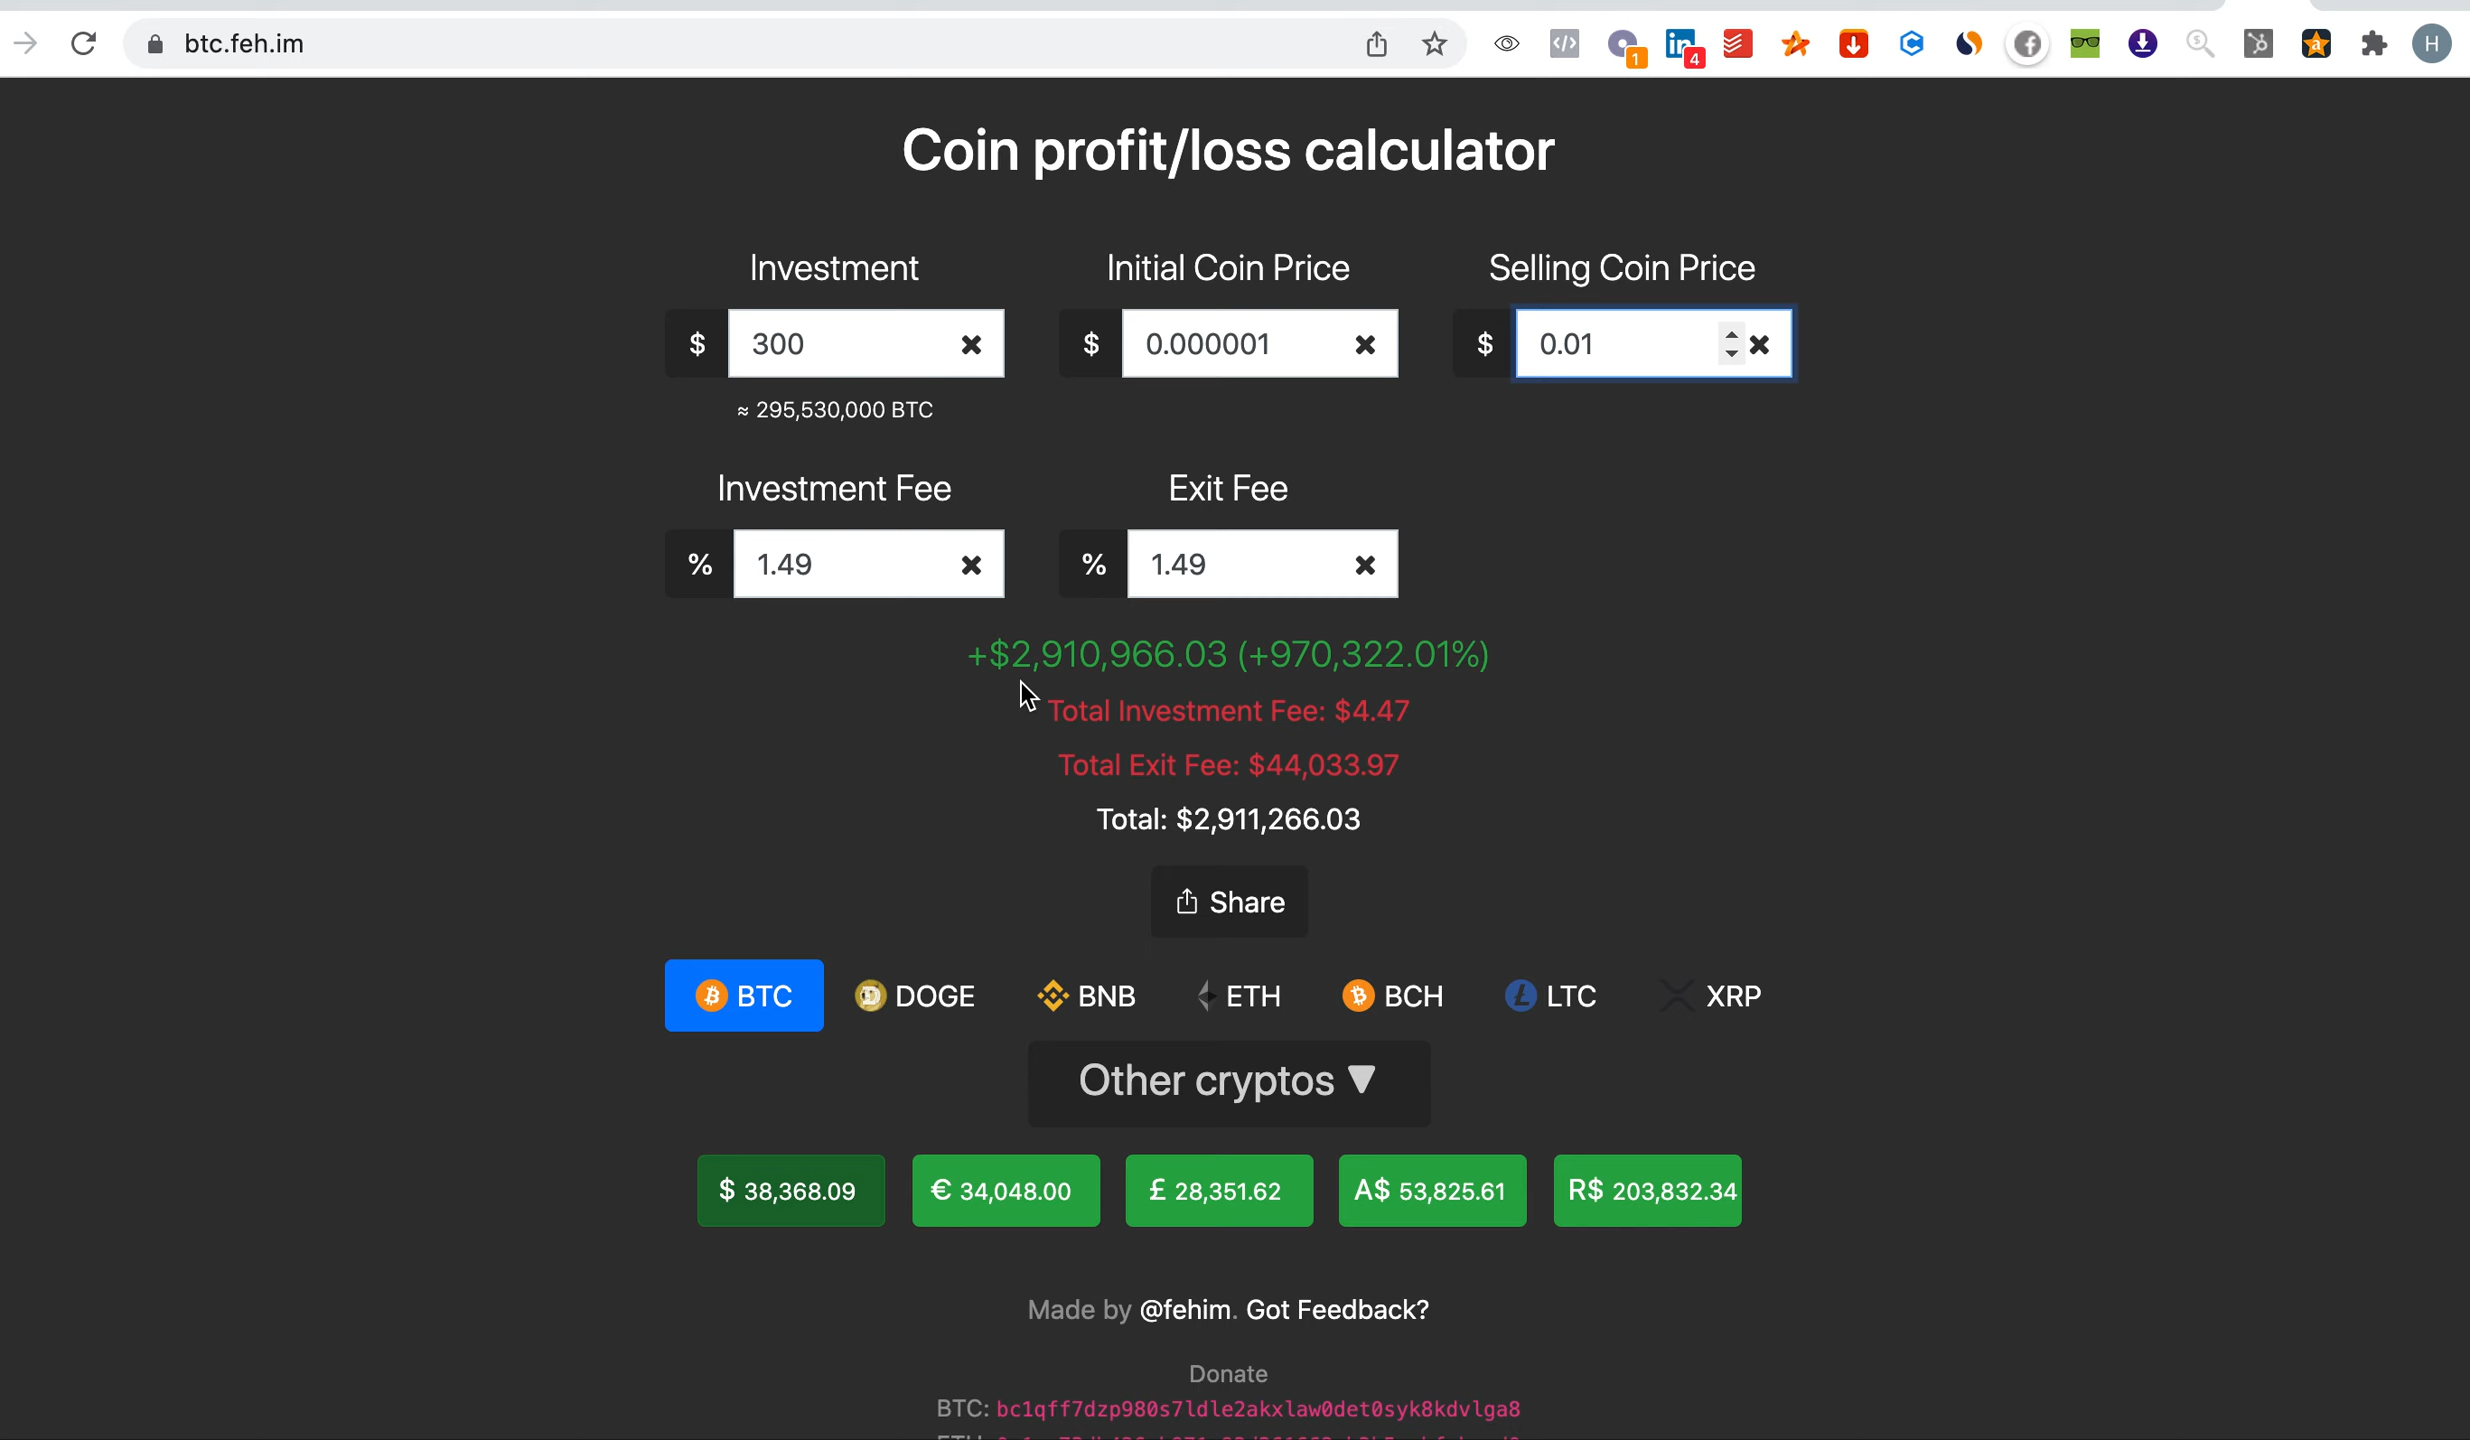 btc.feh.im
1
4
H
Coin profit/loss calculator
Investment Initial Coin Price Selling Coin Price
$ 300 $ 0.000001 $ 0.01
≈ 295,530,000 BTC
Investment Fee Exit Fee
% 1.49 % 1.49
+$2,910,966.03 (+970,322.01%)
Total Investment Fee: $4.47
Total Exit Fee: $44,033.97
Total: $2,911,266.03
Share
BTC DOGE BNB ETH BCH LTC XRP
Other cryptos ▼
$ 38,368.09 € 34,048.00 £ 28,351.62 A$ 53,825.61 R$ 203,832.34
Made by @fehim. Got Feedback?
Donate
BTC: bc1qff7dzp980s7ldle2akxlaw0det0syk8kdvlga8